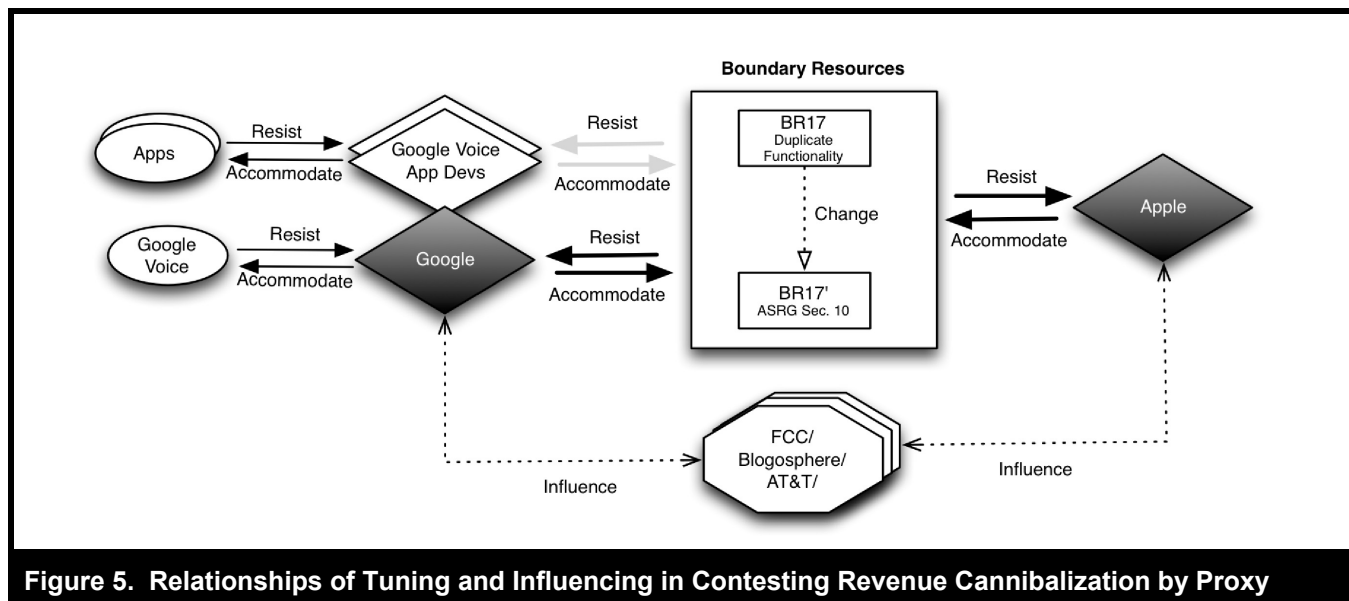 Boundary Resources
Apps
Resist
Accommodate
Google Voice
App Devs
Resist
Accommodate
BR17
Duplicate
Functionality
Change
BR17'
ASRG Sec. 10
Resist
Accommodate
Apple
Google
Voice
Resist
Accommodate
Google
Resist
Accommodate
FCC/
Blogosphere/
AT&T/
Influence
Influence
Figure 5. Relationships of Tuning and Influencing in Contesting Revenue Cannibalization by Proxy